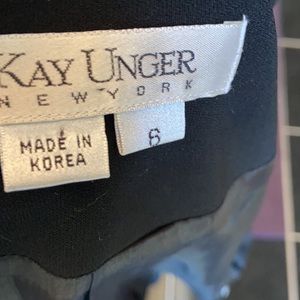 KAY UNGER
NEW YORK
MADE IN
KOREA
6